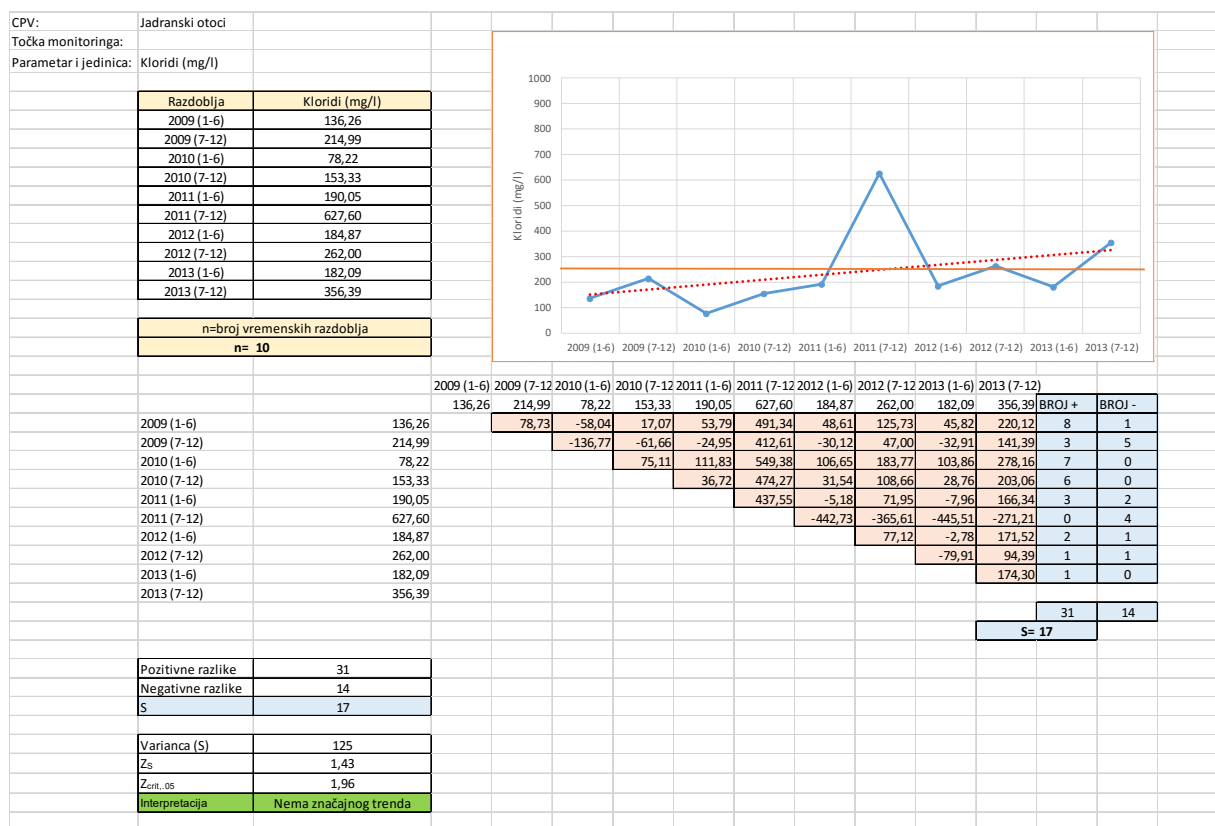 CPV: Jadranski otoci
Točka monitoringa:
Parametar i jedinica: Kloridi (mg/l)
Razdoblja Kloridi (mg/l)
2009 (1-6) 136,26
2009 (7-12) 214,99
2010 (1-6) 78,22
2010 (7-12) 153,33
2011 (1-6) 190,05
2011 (7-12) 627,60
2012 (1-6) 184,87
2012 (7-12) 262,00
2013 (1-6) 182,09
2013 (7-12) 356,39
n=broj vremenskih razdoblja
n= 10
Kloridi (mg/l)
1000
900
800
700
600
500
400
300
200
100
0
2009 (1-6) 2009 (7-12) 2010 (1-6) 2010 (7-12) 2011 (1-6) 2011 (7-12) 2012 (1-6) 2012 (7-12) 2013 (1-6) 2013 (7-12)
2009 (1-6) 2009 (7-12 2010 (1-6) 2010 (7-12 2011 (1-6) 2011 (7-12 2012 (1-6) 2012 (7-12 2013 (1-6) 2013 (7-12)
136,26 214,99 78,22 153,33 190,05 627,60 184,87 262,00 182,09 356,39 BROJ + BROJ -
2009 (1-6) 136,26 78,73 -58,04 17,07 53,79 491,34 48,61 125,73 45,82 220,12 8 1
2009 (7-12) 214,99 -136,77 -61,66 -24,95 412,61 -30,12 47,00 -32,91 141,39 3 5
2010 (1-6) 78,22 75,11 111,83 549,38 106,65 183,77 103,86 278,16 7 0
2010 (7-12) 153,33 36,72 474,27 31,54 108,66 28,76 203,06 6 0
2011 (1-6) 190,05 437,55 -5,18 71,95 -7,96 166,34 3 2
2011 (7-12) 627,60 -442,73 -365,61 -445,51 -271,21 0 4
2012 (1-6) 184,87 77,12 -2,78 171,52 2 1
2012 (7-12) 262,00 -79,91 94,39 1 1
2013 (1-6) 182,09 174,30 1 0
2013 (7-12) 356,39
31 14
S= 17
Pozitivne razlike 31
Negativne razlike 14
S 17
Varianca (S) 125
Zs 1,43
Zcrit,.05 1,96
Interpretacija Nema značajnog trenda